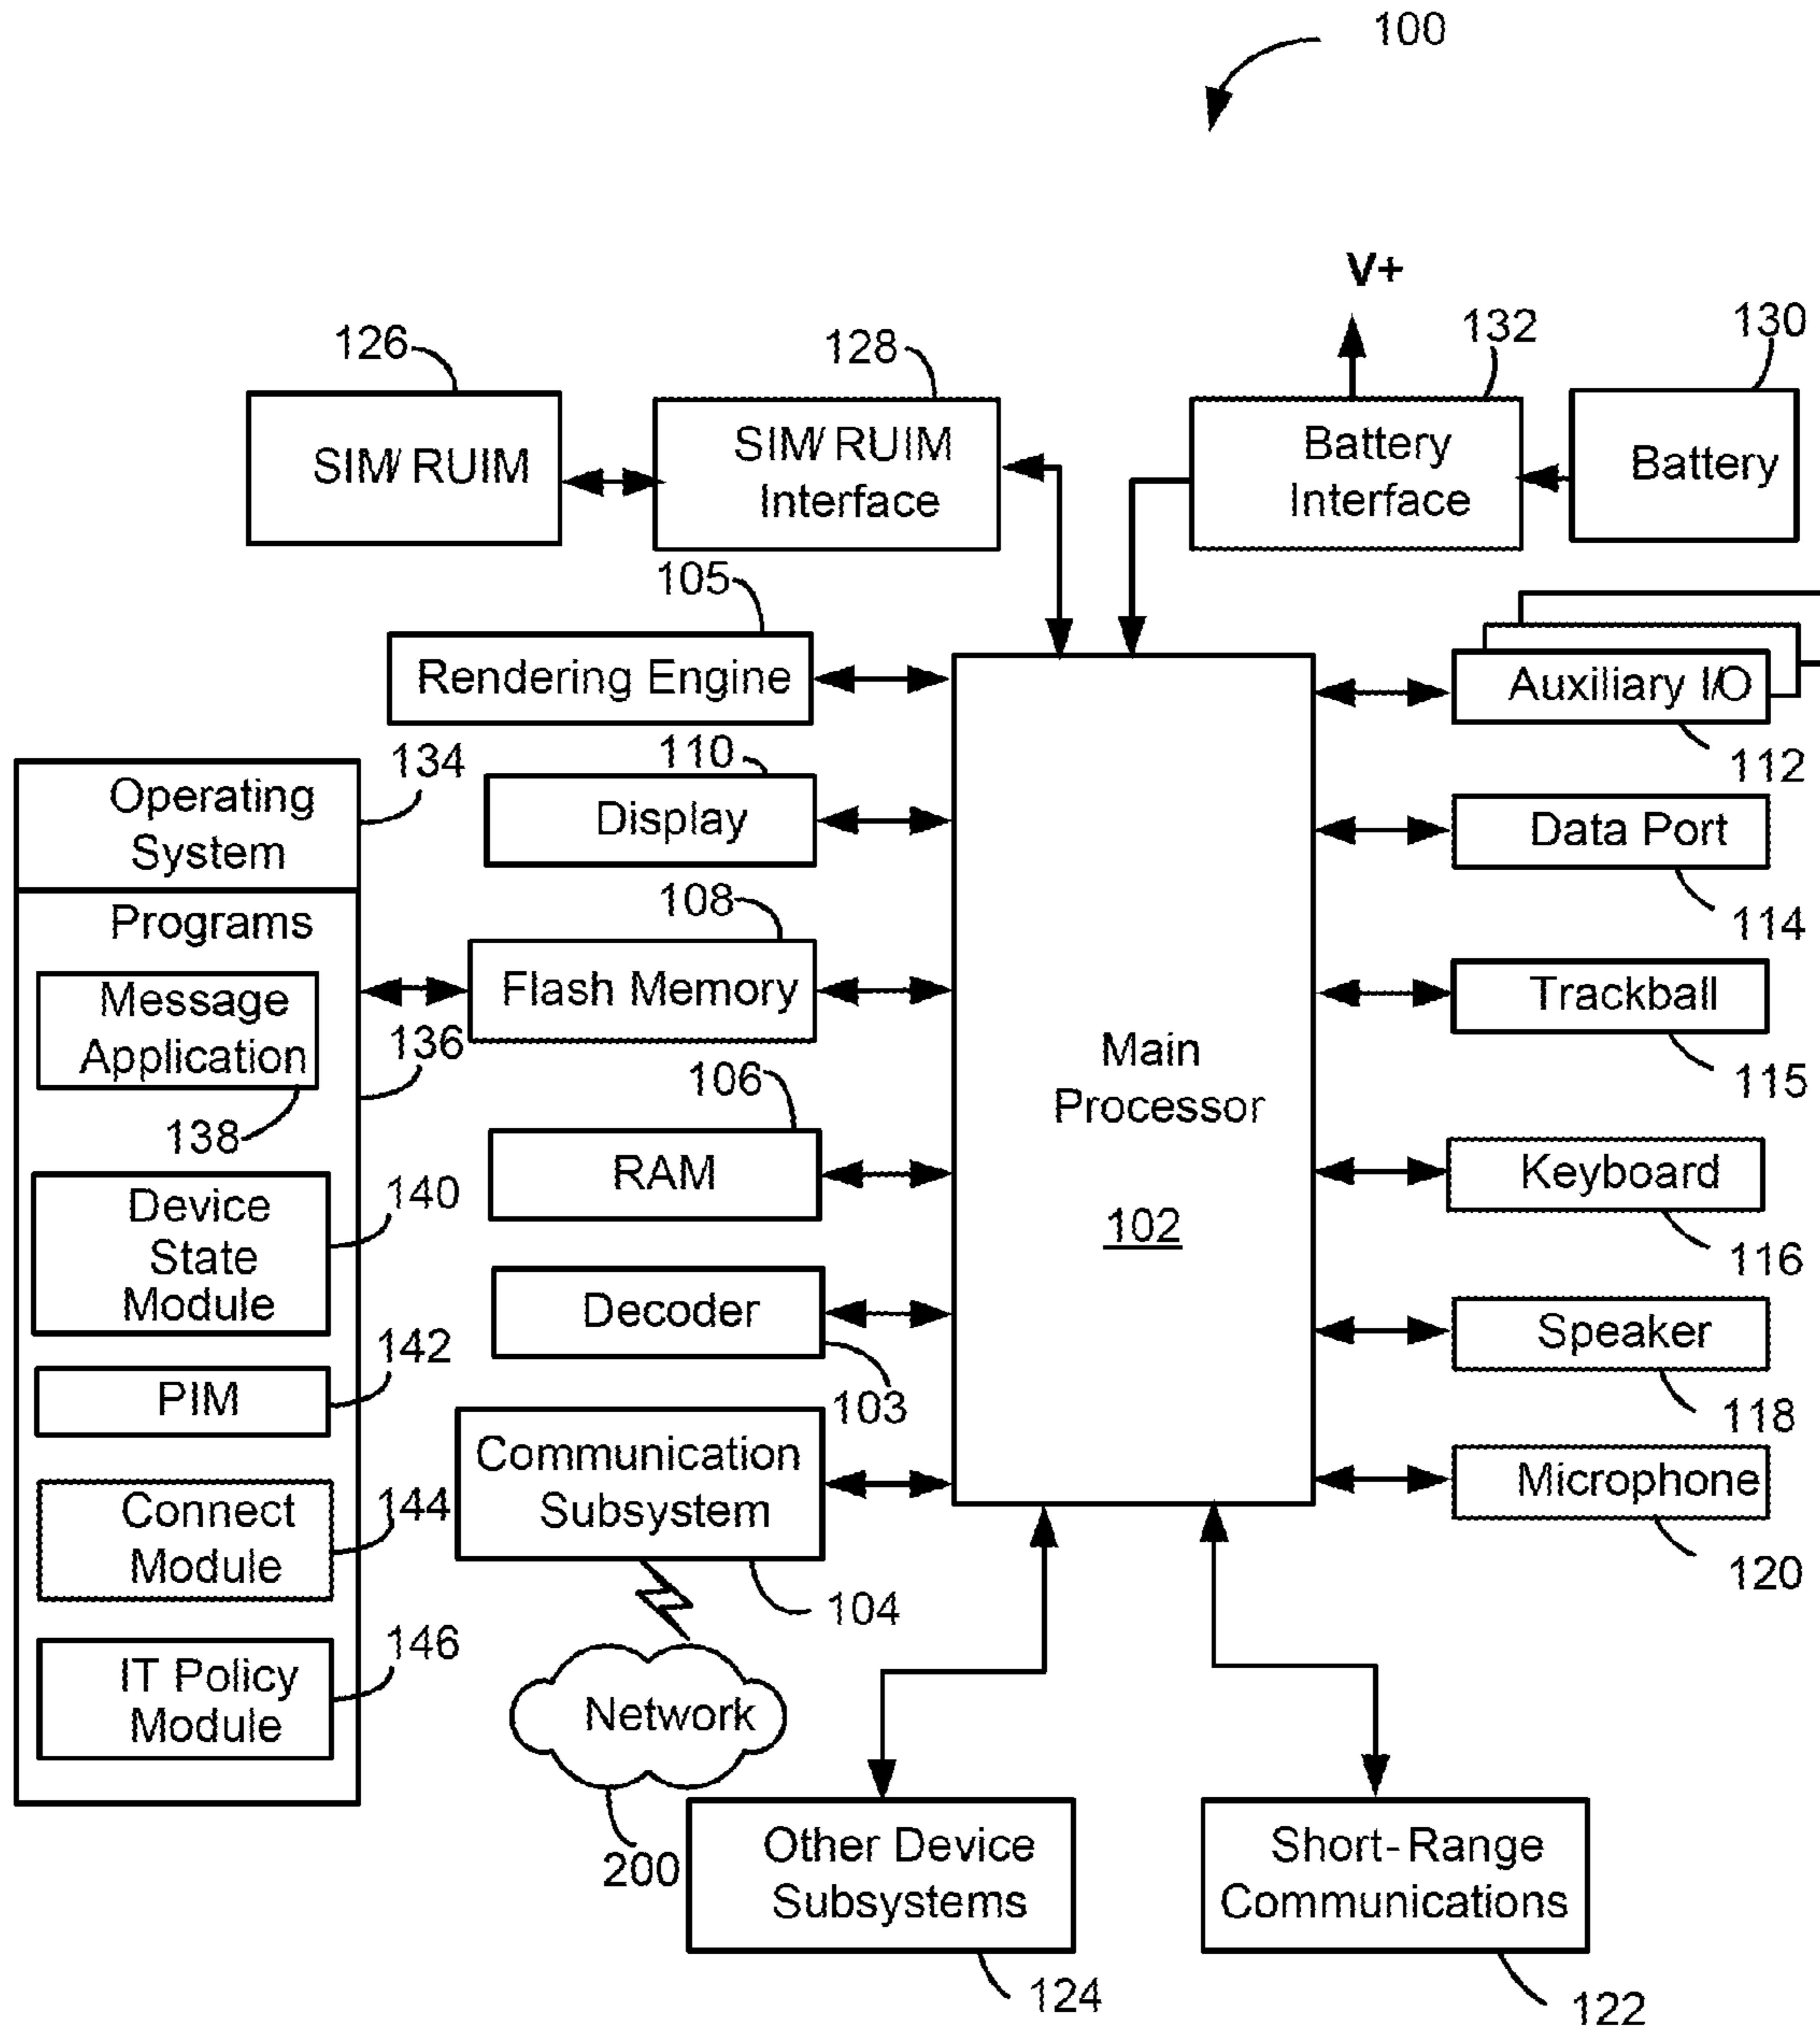 100
V+
126
128
132
130
SIM/RUIM
SIM/RUIM
Interface
Battery
Interface
Battery
105
Rendering Engine
Auxiliary I/O
112
110
Display
134
Operating
System
Data Port
114
Programs
108
Flash Memory
Message
Application
136
138
Trackball
115
Main
Processor
102
106
RAM
Keyboard
116
140
Device
State
Module
Decoder
103
Speaker
118
142
PIM
Communication
Subsystem
104
Microphone
120
144
Connect
Module
146
IT Policy
Module
Network
200
Other Device
Subsystems
124
Short-Range
Communications
122